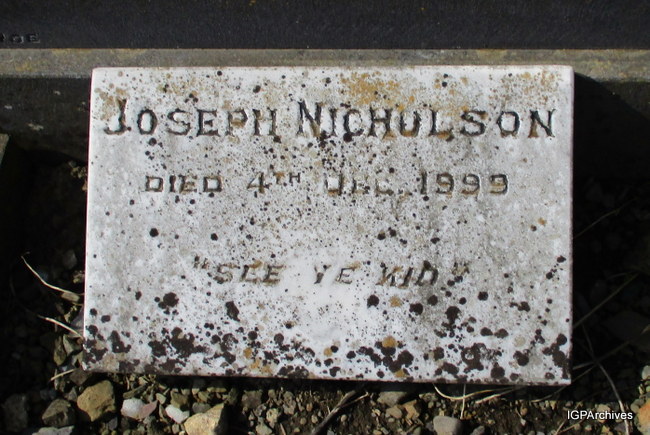 JOSEPH NICHOLSON
DIED 4TH DEC. 1999
"SEE YE KID"
IGPArchives